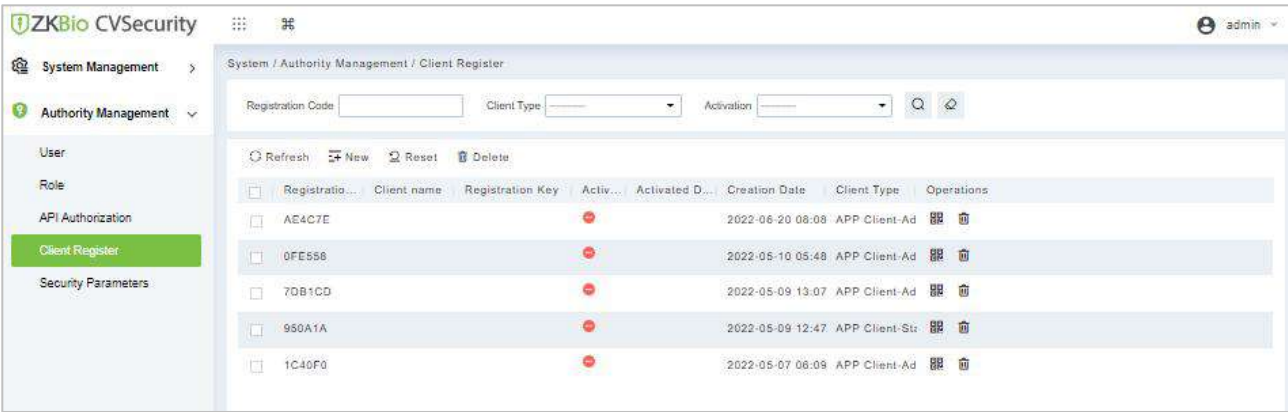 ZKBio CVSecurity
admin
System Management
System / Authority Management / Client Register
Registration Code
Client Type ----------
Activation ----------
Authority Management
User
Role
API Authorization
Client Register
Security Parameters
Refresh New Reset Delete
Registratio... Client name Registration Key Activ... Activated D... Creation Date Client Type Operations
AE4C7E 2022-06-20 08:08 APP Client-Ad
0FE558 2022-05-10 05:48 APP Client-Ad
7DB1CD 2022-05-09 13:07 APP Client-Ad
950A1A 2022-05-09 12:47 APP Client-Sta
1C40F0 2022-05-07 06:09 APP Client-Ad